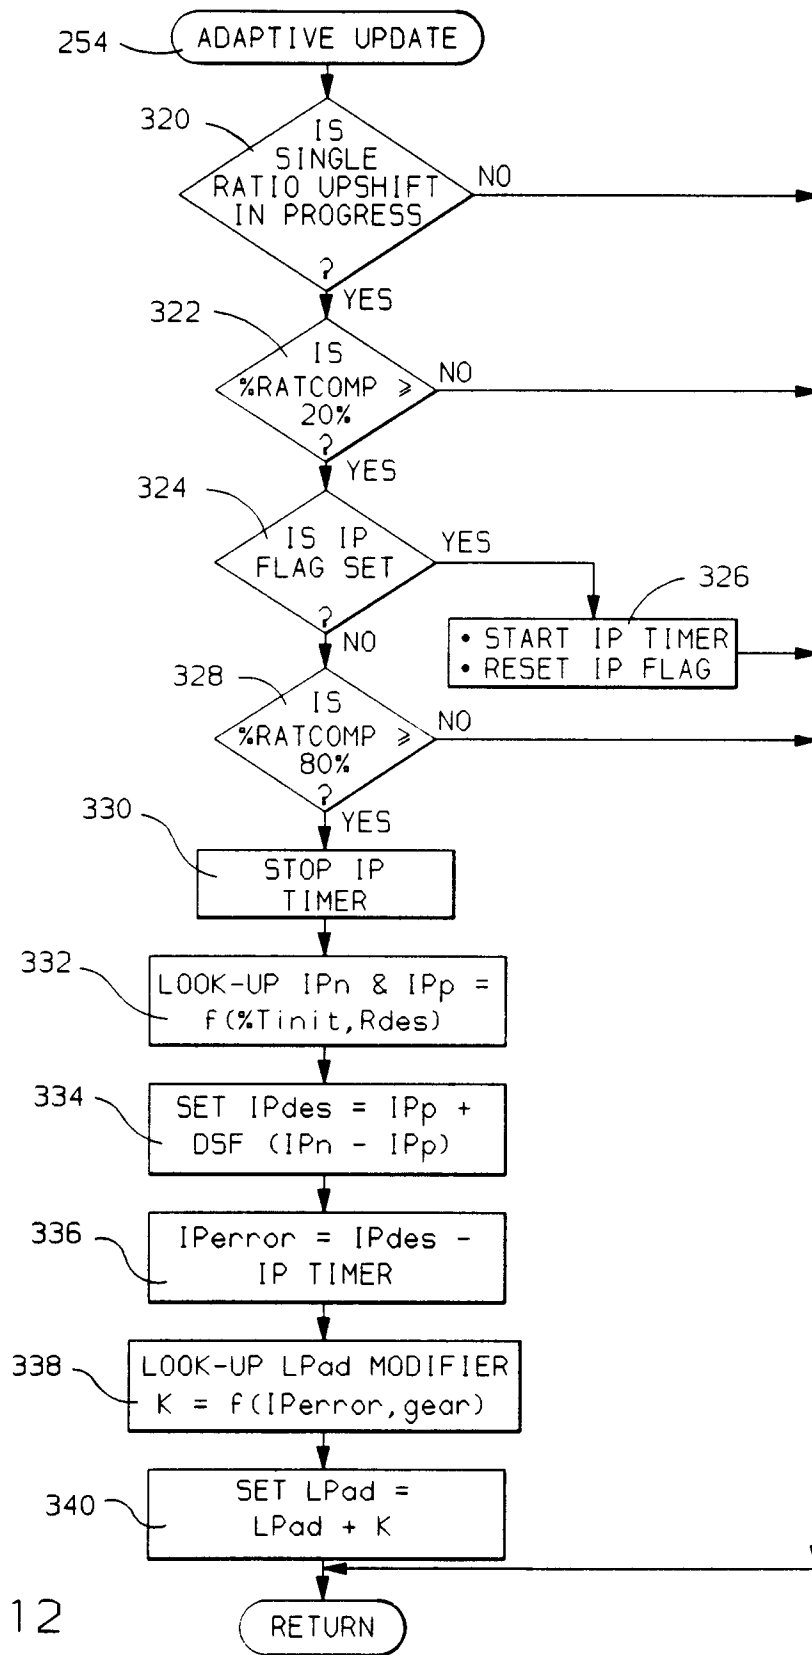 254
ADAPTIVE UPDATE
320
IS
SINGLE
RATIO UPSHIFT
IN PROGRESS
?
NO
YES
322
IS
%RATCOMP ≥
20%
?
NO
YES
324
IS IP
FLAG SET
?
YES
NO
326
• START IP TIMER
• RESET IP FLAG
328
IS
%RATCOMP ≥
80%
?
NO
YES
330
STOP IP
TIMER
332
LOOK-UP IPn & IPp =
f(%Tinit,Rdes)
334
SET IPdes = IPp +
DSF (IPn - IPp)
336
IPerror = IPdes -
IP TIMER
338
LOOK-UP LPad MODIFIER
K = f(IPerror,gear)
340
SET LPad =
LPad + K
RETURN
12